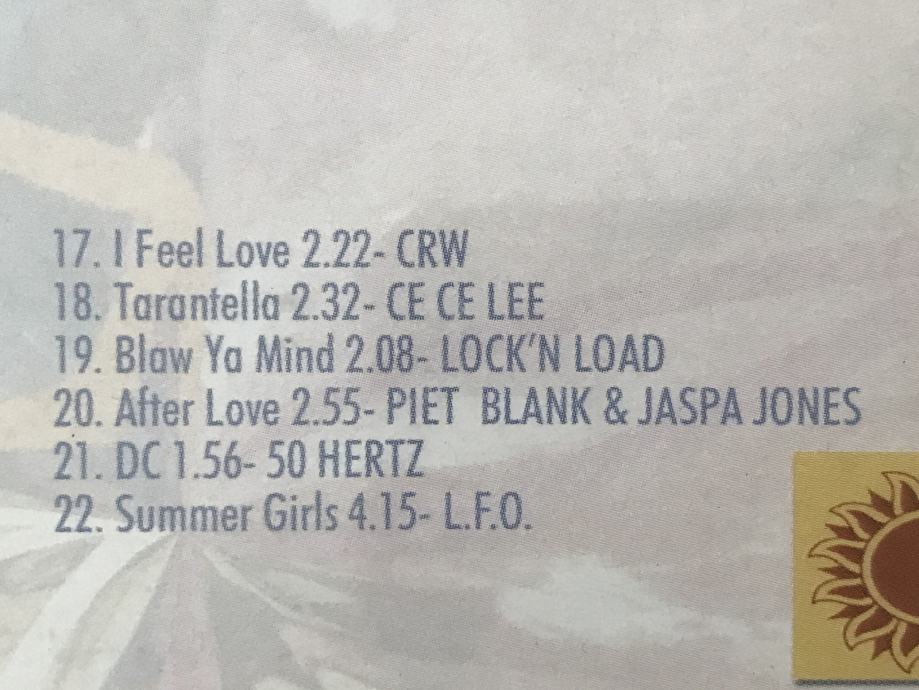 17. I Feel Love 2.22- CRW
18. Tarantella 2.32- CE CE LEE
19. Blaw Ya Mind 2.08- LOCK'N LOAD
20. After Love 2.55- PIET BLANK & JASPA JONES
21. DC 1.56- 50 HERTZ
22. Summer Girls 4.15- L.F.O.